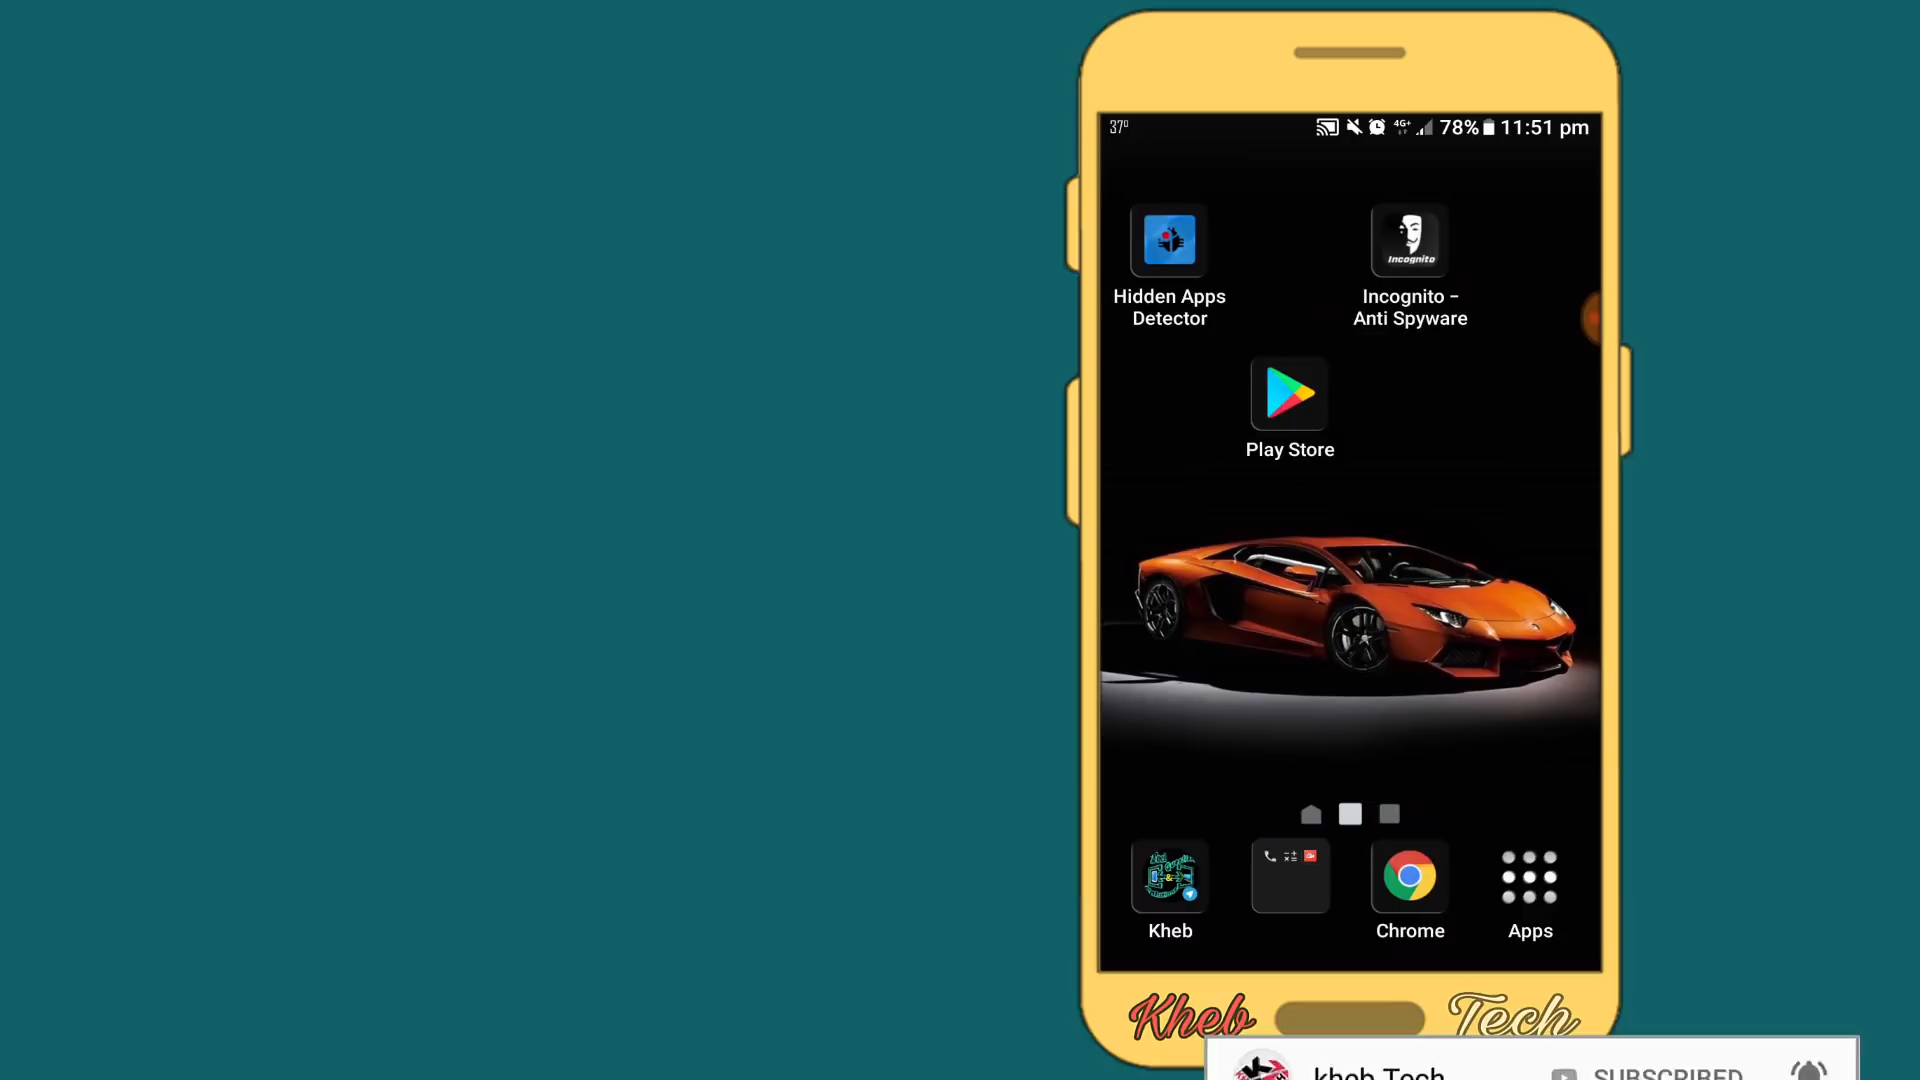 37°
4G+ 78% 11:51 pm
Incognito
Hidden Apps
Detector
Incognito -
Anti Spyware
Play Store
Kheb
Chrome
Apps
Kheb Tech
kheb Tech SUBSCRIBED